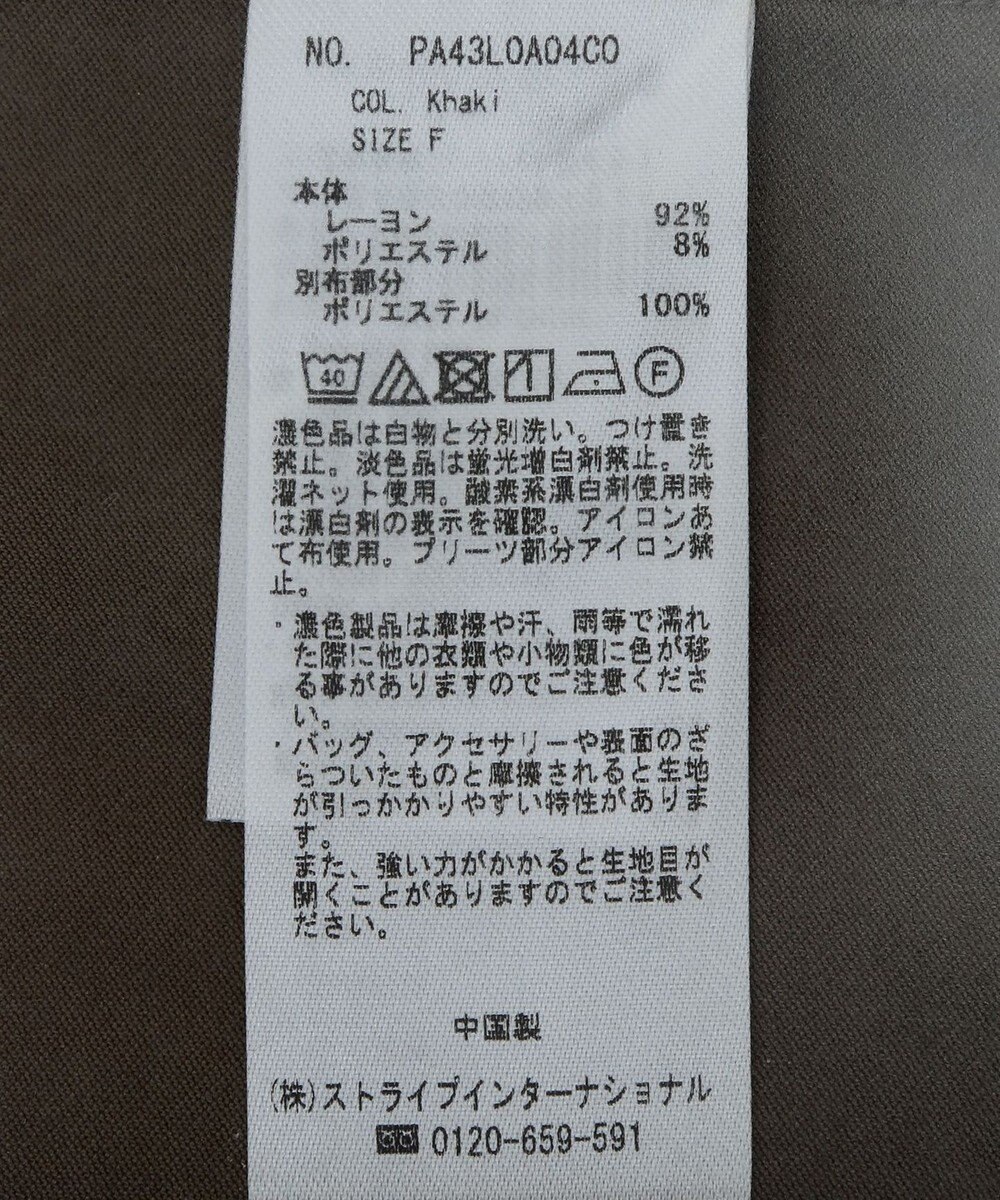 NO. PA43L0A04C0
COL. Khaki
SIZE F
本体
レーヨン 92%
ポリエステル 8%
別布部分
ポリエステル 100%
40 F
濃色品は白物と分別洗い。つけ置き
禁止。淡色品は蛍光増白剤禁止。洗
濯ネット使用。酸素系漂白剤使用時
は漂白剤の表示を確認。アイロンあ
て布使用。プリーツ部分アイロン禁
止。
・濃色製品は摩擦や汗、雨等で濡れ
た際に他の衣類や小物類に色が移
る事がありますのでご注意くださ
い。
・バッグ、アクセサリーや表面のざ
らついたものと摩擦されると生地
が引っかかりやすい特性がありま
す。
また、強い力がかかると生地目が
開くことがありますのでご注意く
ださい。
中国製
(株)ストライプインターナショナル
0120-659-591